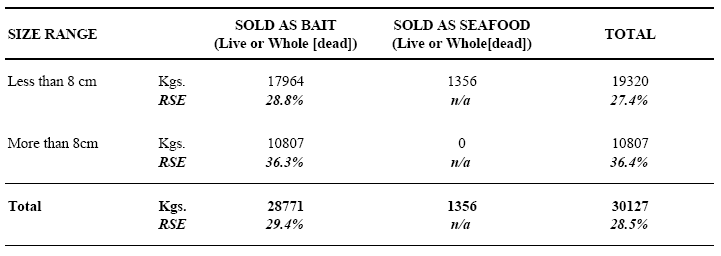 SIZE RANGE SOLD AS BAIT (Live or Whole [dead]) SOLD AS SEAFOOD (Live or Whole[dead]) TOTAL
Less than 8 cm Kgs. 17964 1356 19320
RSE 28.8% n/a 27.4%
More than 8cm Kgs. 10807 0 10807
RSE 36.3% n/a 36.4%
Total Kgs. 28771 1356 30127
RSE 29.4% n/a 28.5%